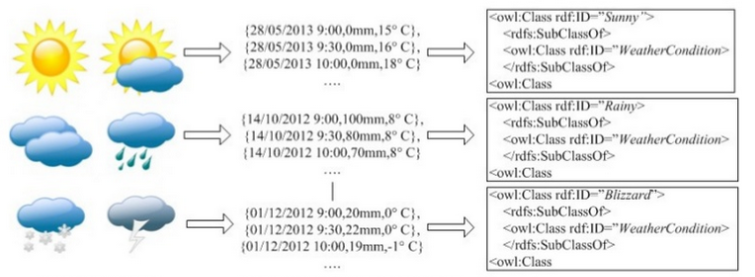 {28/05/2013 9:00,0mm,15° C},
{28/05/2013 9:30,0mm,16° C},
{28/05/2013 10:00,0mm,18° C}
....
<owl:Class rdf:ID="Sunny">
<rdfs:SubClassOf>
<owl:Class rdf:ID="WeatherCondition>
</rdfs:SubClassOf>
<owl:Class
{14/10/2012 9:00,100mm,8° C},
{14/10/2012 9:30,80mm,8° C},
{14/10/2012 10:00,70mm,8° C}
....
<owl:Class rdf:ID="Rainy>
<rdfs:SubClassOf>
<owl:Class rdf:ID="WeatherCondition>
</rdfs:SubClassOf>
<owl:Class
{01/12/2012 9:00,20mm,0° C},
{01/12/2012 9:30,22mm,0° C},
{01/12/2012 10:00,19mm,-1° C}
....
<owl:Class rdf:ID="Blizzard">
<rdfs:SubClassOf>
<owl:Class rdf:ID="WeatherCondition>
</rdfs:SubClassOf>
<owl:Class